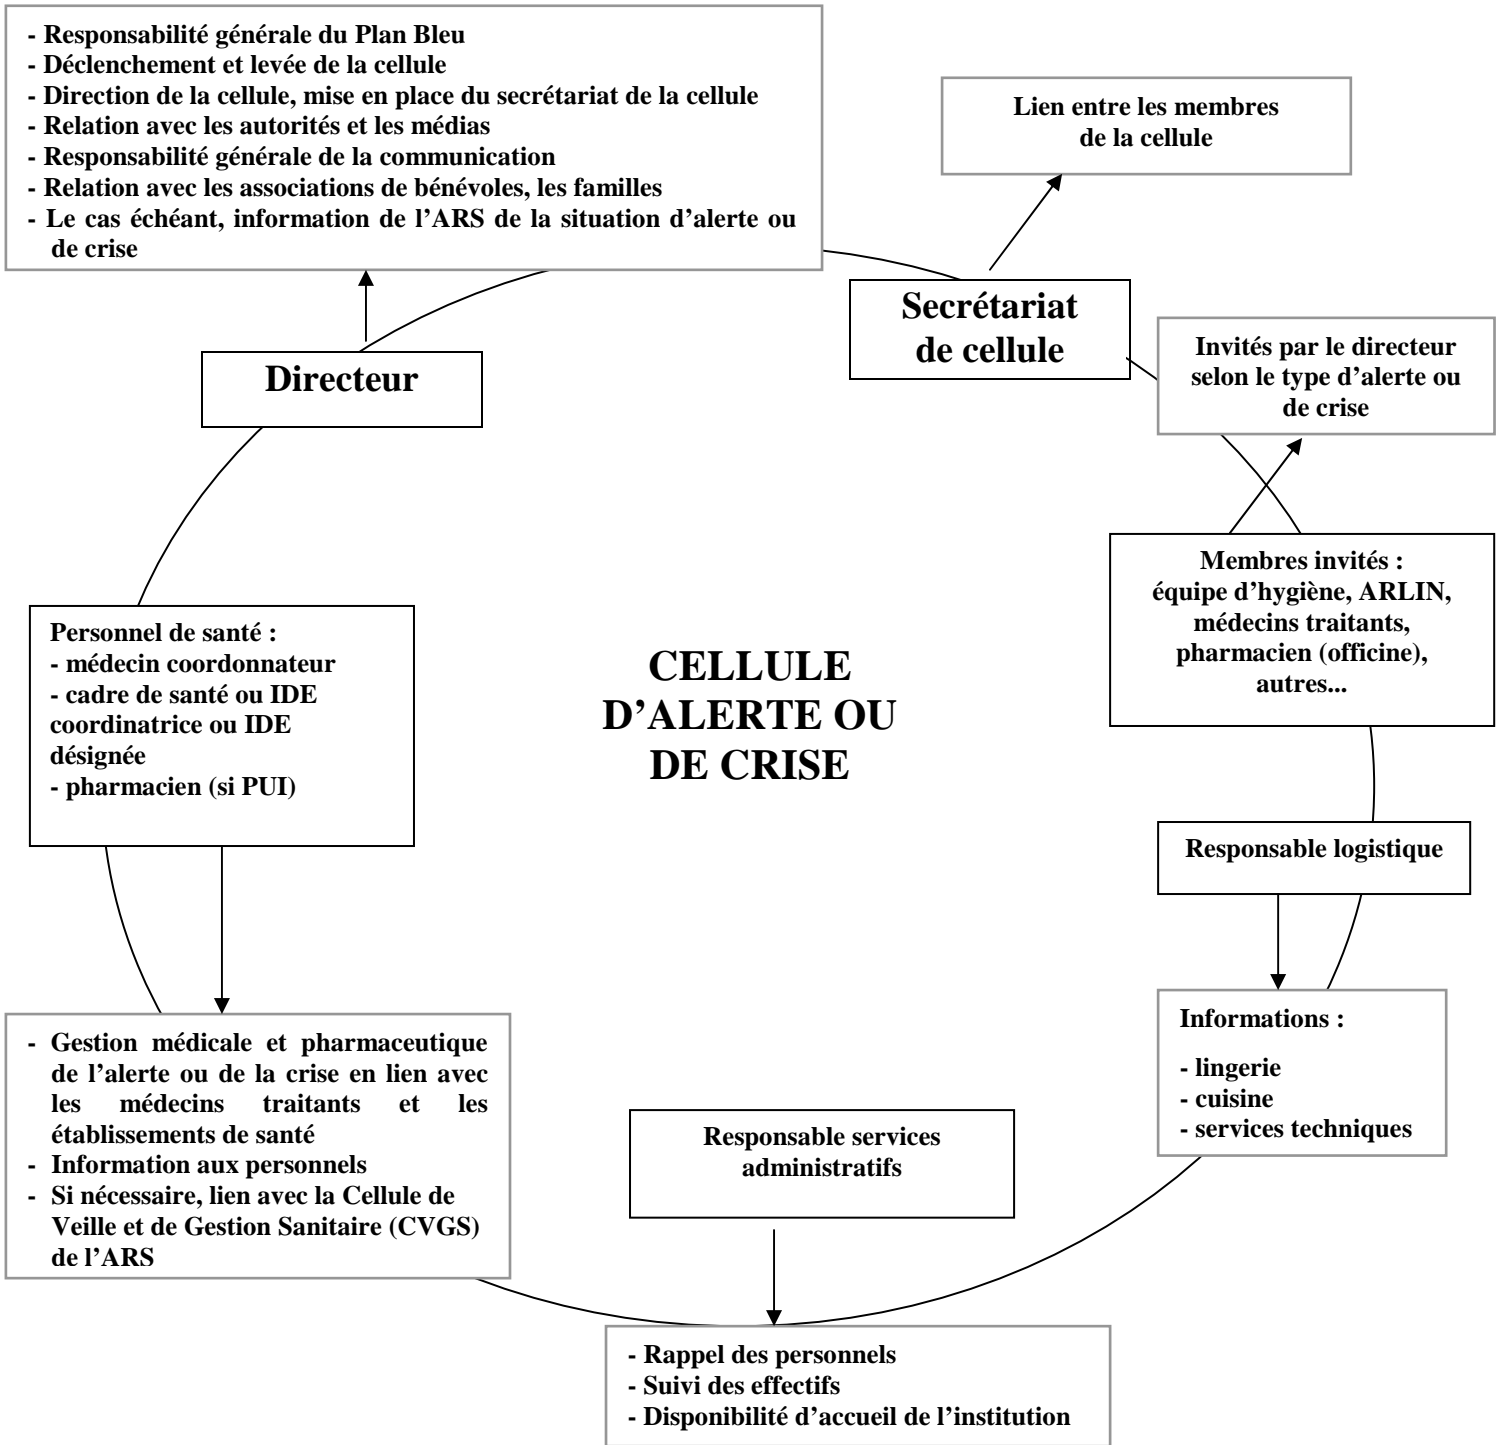 - Responsabilité générale du Plan Bleu
- Déclenchement et levée de la cellule
- Direction de la cellule, mise en place du secrétariat de la cellule
- Relation avec les autorités et les médias
- Responsabilité générale de la communication
- Relation avec les associations de bénévoles, les familles
- Le cas échéant, information de l’ARS de la situation d’alerte ou
de crise
Lien entre les membres
de la cellule
Secrétariat
de cellule
Directeur
Invités par le directeur
selon le type d’alerte ou
de crise
Membres invités :
équipe d’hygiène, ARLIN,
médecins traitants,
pharmacien (officine),
autres...
Personnel de santé :
- médecin coordonnateur
- cadre de santé ou IDE
coordinatrice ou IDE
désignée
- pharmacien (si PUI)
CELLULE
D’ALERTE OU
DE CRISE
Responsable logistique
Informations :
- lingerie
- cuisine
- services techniques
- Gestion médicale et pharmaceutique
de l’alerte ou de la crise en lien avec
les médecins traitants et les
établissements de santé
- Information aux personnels
- Si nécessaire, lien avec la Cellule de
Veille et de Gestion Sanitaire (CVGS)
de l’ARS
Responsable services
administratifs
- Rappel des personnels
- Suivi des effectifs
- Disponibilité d’accueil de l’institution